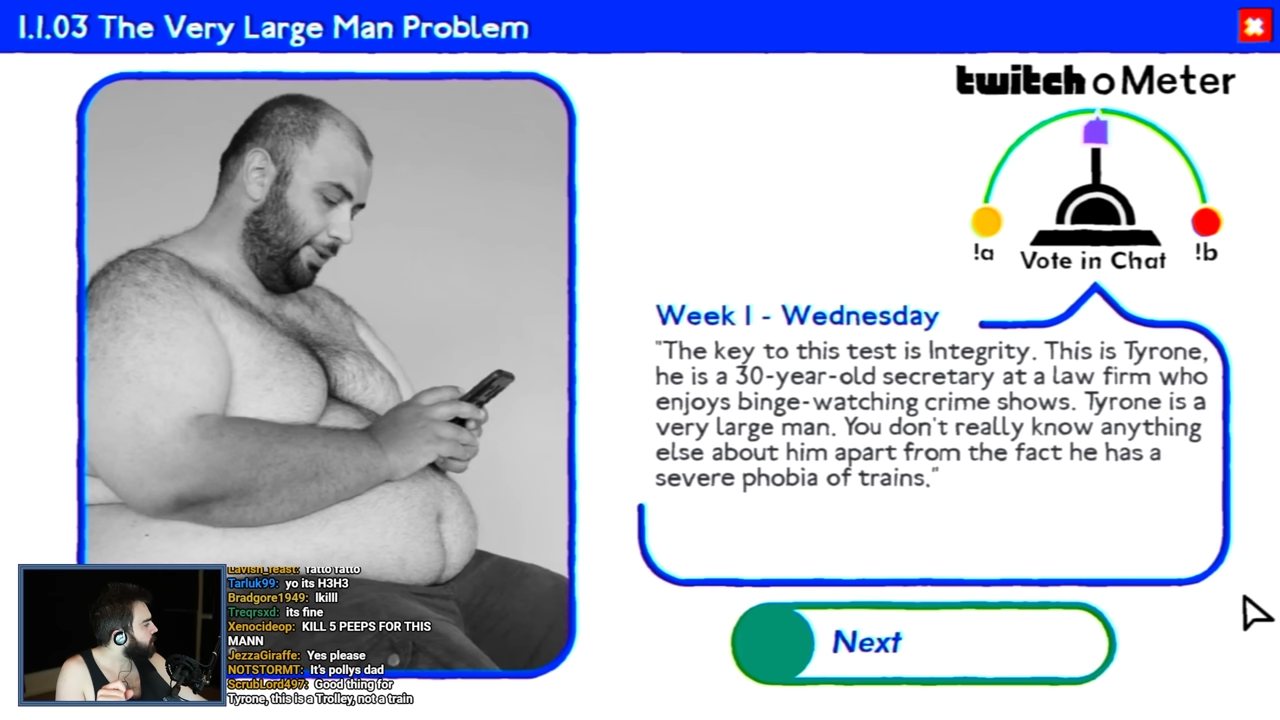 1.1.03 The Very Large Man Problem
twitch o Meter
!a
Vote in Chat
!b
Week 1 - Wednesday
"The key to this test is Integrity. This is Tyrone,
he is a 30-year-old secretary at a law firm who
enjoys binge-watching crime shows. Tyrone is a
very large man. You don't really know anything
else about him apart from the fact he has a
severe phobia of trains."
Next
Lavish_feast: fatto fatto
Tarluk99: yo its H3H3
Bradgore1949: Ikilll
Treqrsxd: its fine
Xenocideop: KILL 5 PEEPS FOR THIS
MANN
JezzaGiraffe: Yes please
NOTSTORMT: It's pollys dad
ScrubLord497: Good thing for
Tyrone, this is a Trolley, not a train